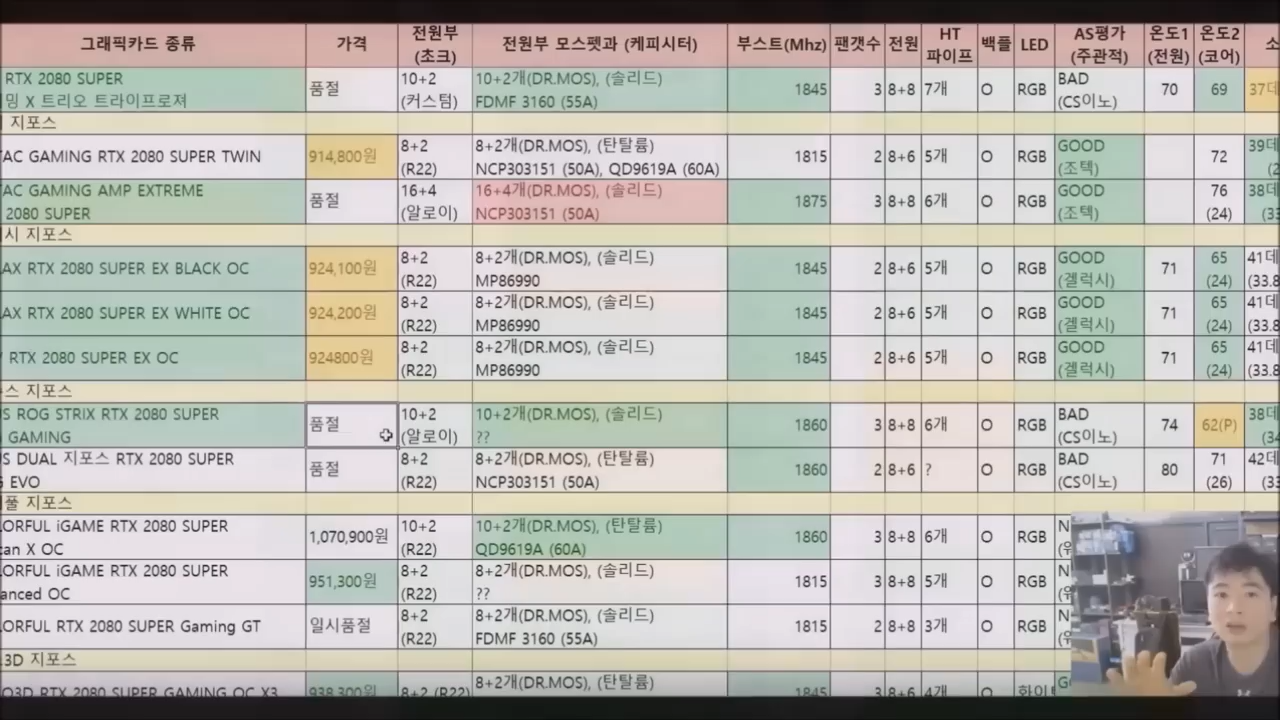 그래픽카드 종류 가격 전원부 (초크) 전원부 모스펫과 (케피시터) 부스트(Mhz) 팬갯수 전원 HT 파이프 백플 LED AS평가 (주관적) 온도1 (전원) 온도2 (코어) 소
RTX 2080 SUPER 품절 10+2 10+2개(DR.MOS), (솔리드) 1845 3 8+8 7개 O RGB BAD 70 69 37데
밍 X 트리오 트라이프로져 (커스텀) FDMF 3160 (55A) (CS이노)
지포스
TAC GAMING RTX 2080 SUPER TWIN 914,800원 8+2 8+2개(DR.MOS), (탄탈륨) 1815 2 8+6 5개 O RGB GOOD 72 39데
(R22) NCP303151 (50A), QD9619A (60A) (조텍) (2
TAC GAMING AMP EXTREME 품절 16+4 16+4개(DR.MOS), (솔리드) 1875 3 8+8 6개 O RGB GOOD 76 38데
2080 SUPER (알로이) NCP303151 (50A) (조텍) (24) (33
시 지포스
AX RTX 2080 SUPER EX BLACK OC 924,100원 8+2 8+2개(DR.MOS), (솔리드) 1845 2 8+6 5개 O RGB GOOD 71 65 41데
(R22) MP86990 (겔럭시) (24) (33.8
AX RTX 2080 SUPER EX WHITE OC 924,200원 8+2 8+2개(DR.MOS), (솔리드) 1845 2 8+6 5개 O RGB GOOD 71 65 41데
(R22) MP86990 (겔럭시) (24) (33.8
RTX 2080 SUPER EX OC 924800원 8+2 8+2개(DR.MOS), (솔리드) 1845 2 8+6 5개 O RGB GOOD 71 65 41데
(R22) MP86990 (겔럭시) (24) (33.8
스 지포스
S ROG STRIX RTX 2080 SUPER 품절 10+2 10+2개(DR.MOS), (솔리드) 1860 3 8+8 6개 O RGB BAD 74 62(P) 38데
GAMING (알로이) ?? (CS이노) (34
S DUAL 지포스 RTX 2080 SUPER 품절 8+2 8+2개(DR.MOS), (탄탈륨) 1860 2 8+6 ? O RGB BAD 80 71 42데
EVO (R22) NCP303151 (50A) (CS이노) (26) (33
풀 지포스
ORFUL iGAME RTX 2080 SUPER 1,070,900원 10+2 10+2개(DR.MOS), (탄탈륨) 1860 3 8+8 6개 O RGB N
can X OC (R22) QD9619A (60A)
ORFUL iGAME RTX 2080 SUPER 951,300원 8+2 8+2개(DR.MOS), (솔리드) 1815 3 8+8 5개 O RGB N
anced OC (R22) ??
ORFUL RTX 2080 SUPER Gaming GT 일시품절 8+2 8+2개(DR.MOS), (솔리드) 1815 2 8+8 3개 O RGB N
(R22) FDMF 3160 (55A)
3D 지포스
O3D RTX 2080 SUPER GAMING OC X3 938,300원 8+2 (R22) 8+2개(DR.MOS), (탄탈륨) 1845 3 8+6 4개 O